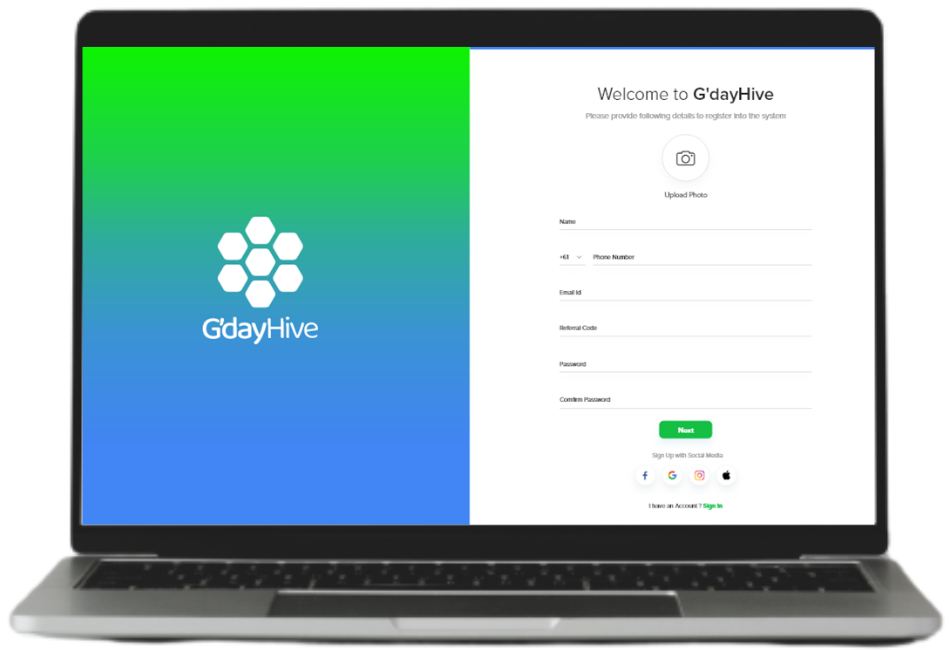 G'dayHive
Welcome to G'dayHive
Please provide following details to register into the system
Upload Photo
Name
+61 Phone Number
Email Id
Referral Code
Password
Comfirm Password
Next
Sign Up with Social Media
I have an Account ? Sign In